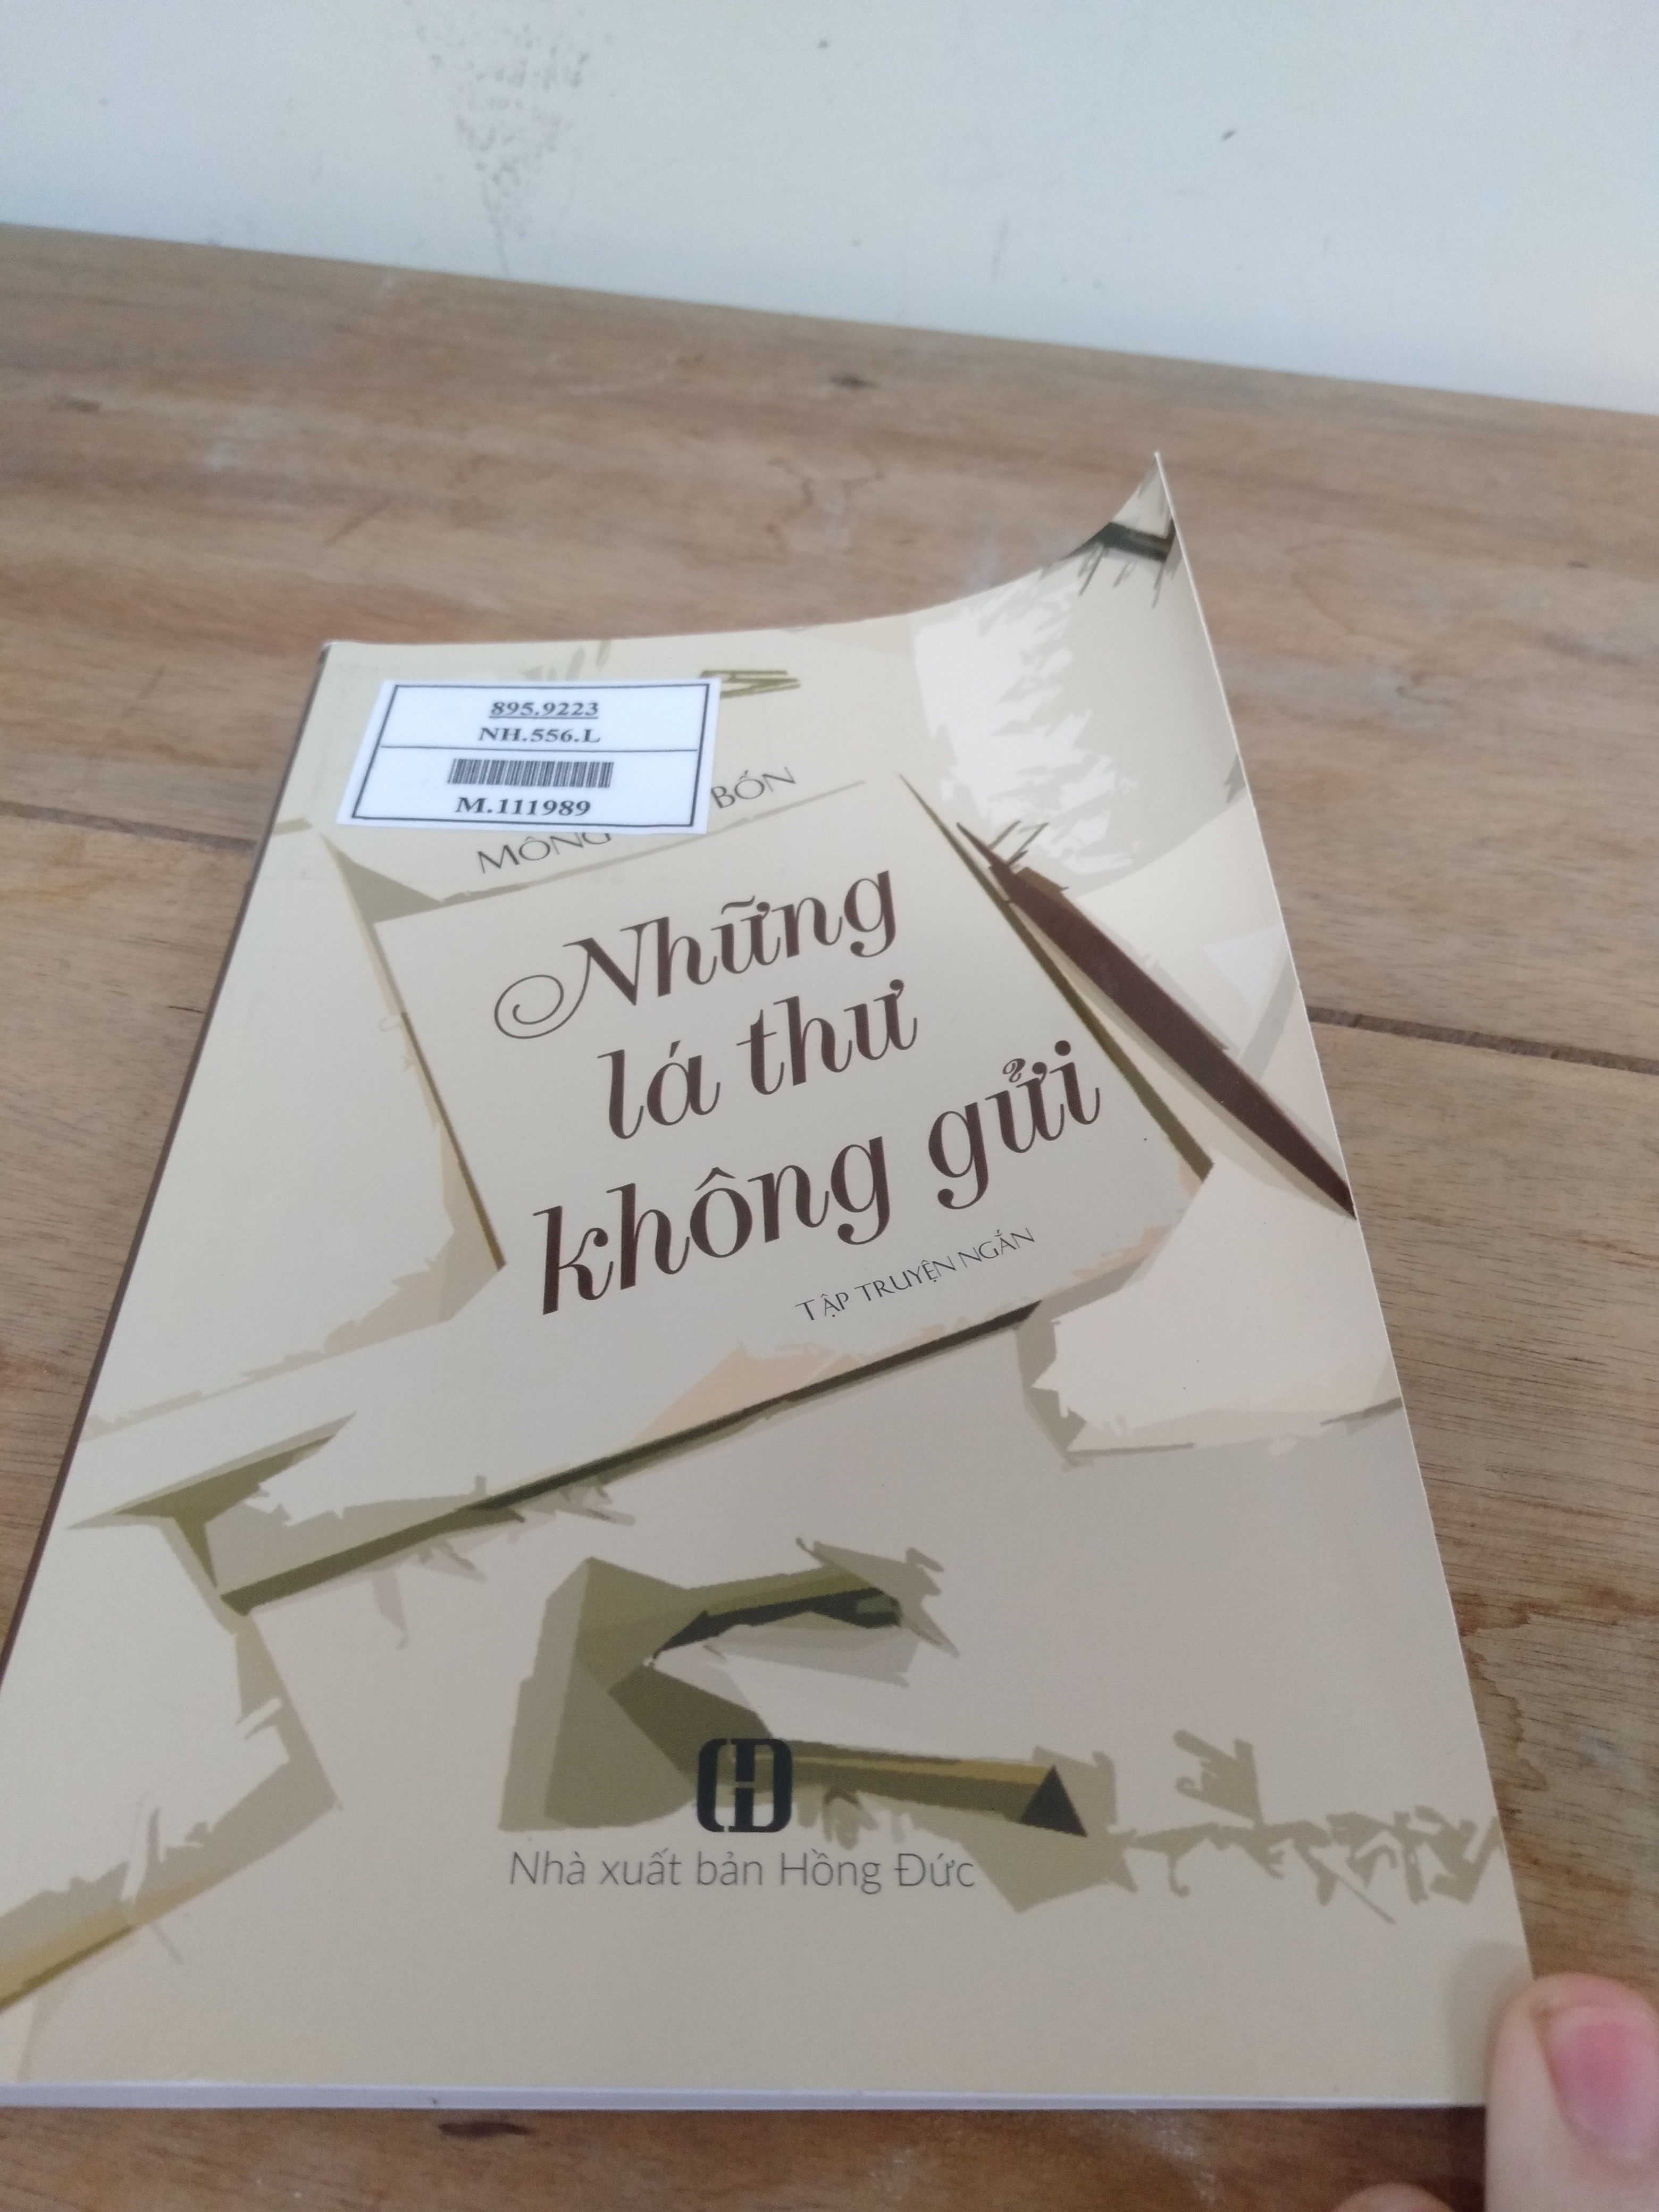 895.9223
NH.556.L
M.111989
BỐN
MÔNG
Những
lá thư
không gửi
TẬP TRUYỆN NGẮN
HD
Nhà xuất bản Hồng Đức